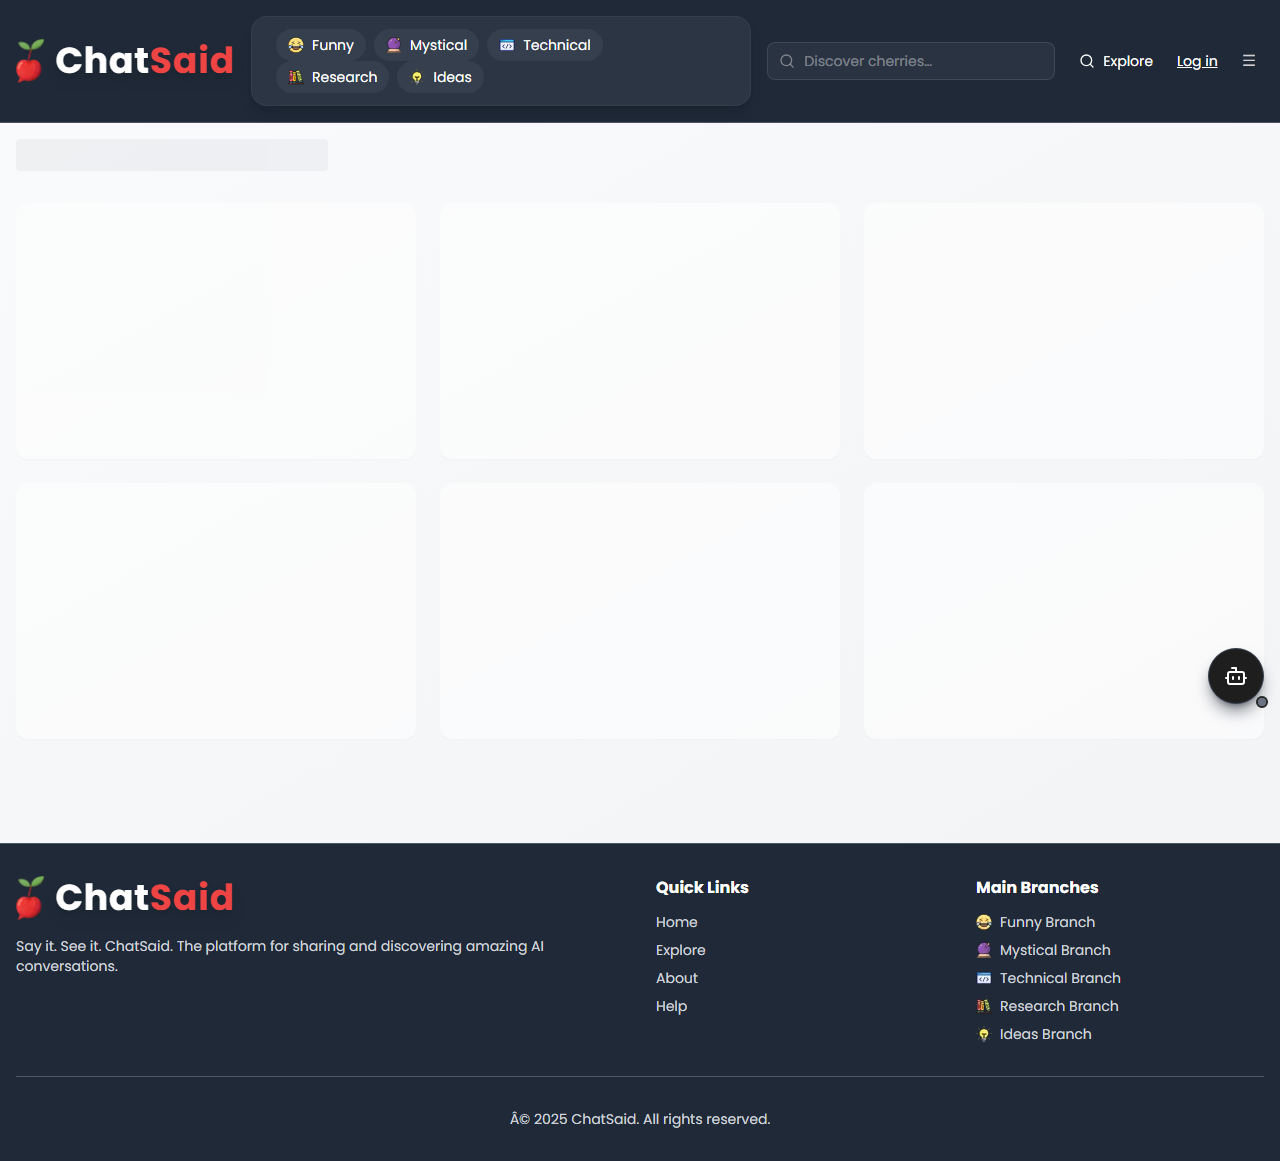 ChatSaid
Funny
Mystical
Technical
Research
Ideas
Discover cherries...
Explore
Log in
ChatSaid
Say it. See it. ChatSaid. The platform for sharing and discovering amazing AI
conversations.
Quick Links
Home
Explore
About
Help
Main Branches
Funny Branch
Mystical Branch
Technical Branch
Research Branch
Ideas Branch
Â© 2025 ChatSaid. All rights reserved.